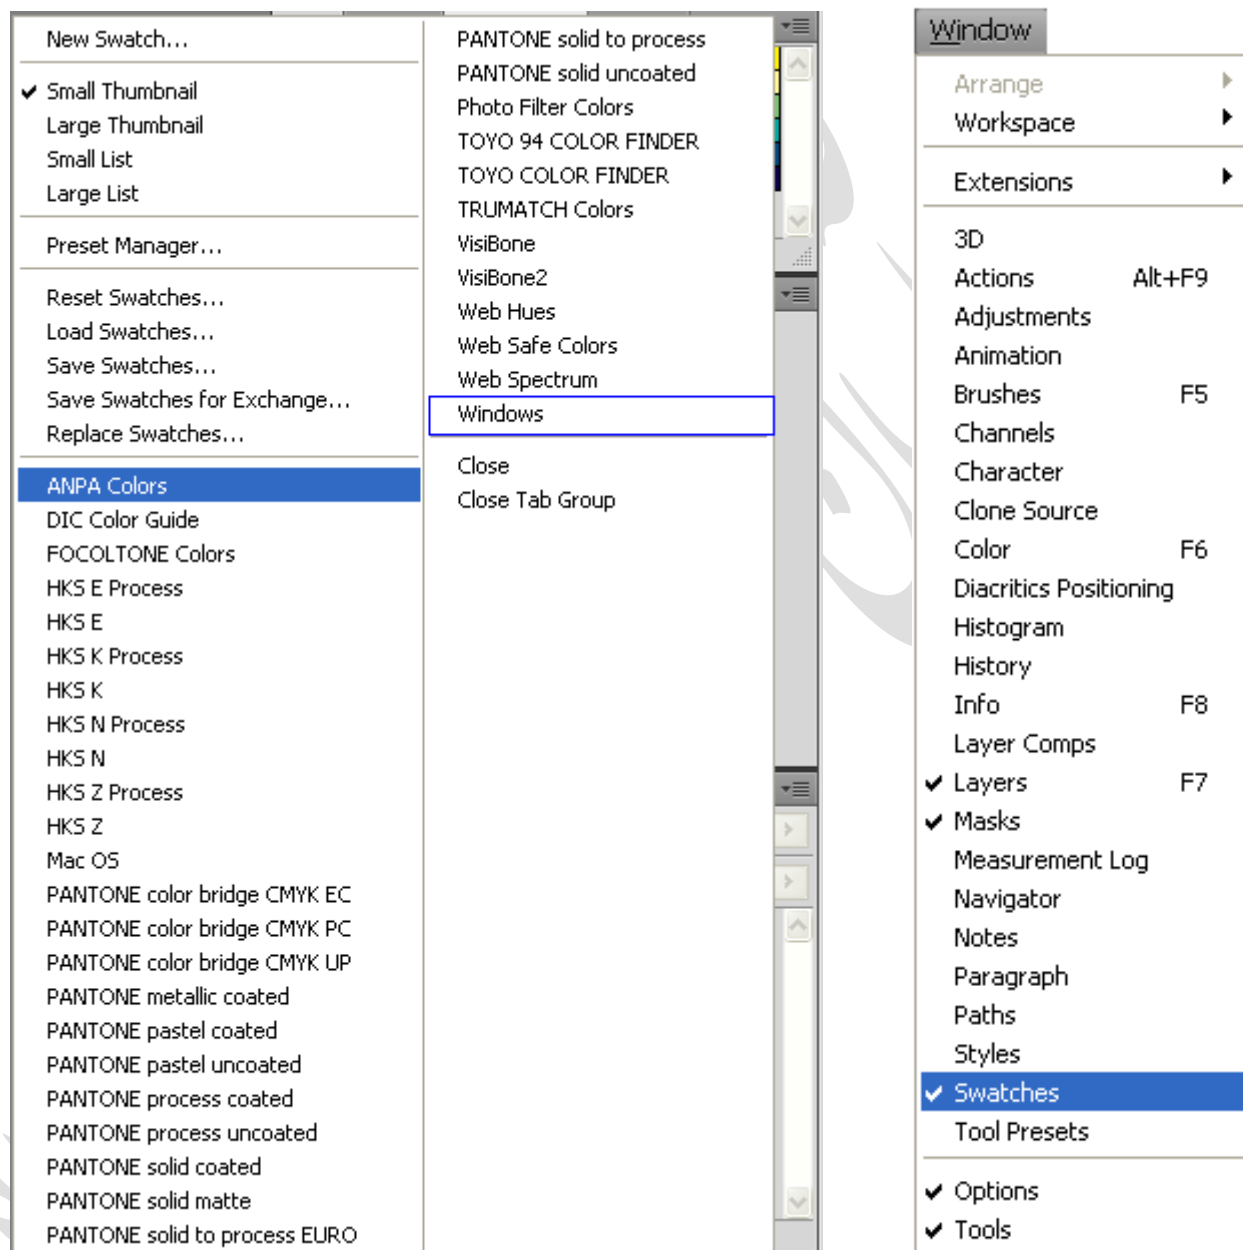 New Swatch...
Small Thumbnail
Large Thumbnail
Small List
Large List
Preset Manager...
Reset Swatches...
Load Swatches...
Save Swatches...
Save Swatches for Exchange...
Replace Swatches...
ANPA Colors
DIC Color Guide
FOCOLTONE Colors
HKS E Process
HKS E
HKS K Process
HKS K
HKS N Process
HKS N
HKS Z Process
HKS Z
Mac OS
PANTONE color bridge CMYK EC
PANTONE color bridge CMYK PC
PANTONE color bridge CMYK UP
PANTONE metallic coated
PANTONE pastel coated
PANTONE pastel uncoated
PANTONE process coated
PANTONE process uncoated
PANTONE solid coated
PANTONE solid matte
PANTONE solid to process EURO
PANTONE solid to process
PANTONE solid uncoated
Photo Filter Colors
TOYO 94 COLOR FINDER
TOYO COLOR FINDER
TRUMATCH Colors
VisiBone
VisiBone2
Web Hues
Web Safe Colors
Web Spectrum
Windows
Close
Close Tab Group
Window
Arrange
Workspace
Extensions
3D
Actions Alt+F9
Adjustments
Animation
Brushes F5
Channels
Character
Clone Source
Color F6
Diacritics Positioning
Histogram
History
Info F8
Layer Comps
Layers F7
Masks
Measurement Log
Navigator
Notes
Paragraph
Paths
Styles
Swatches
Tool Presets
Options
Tools